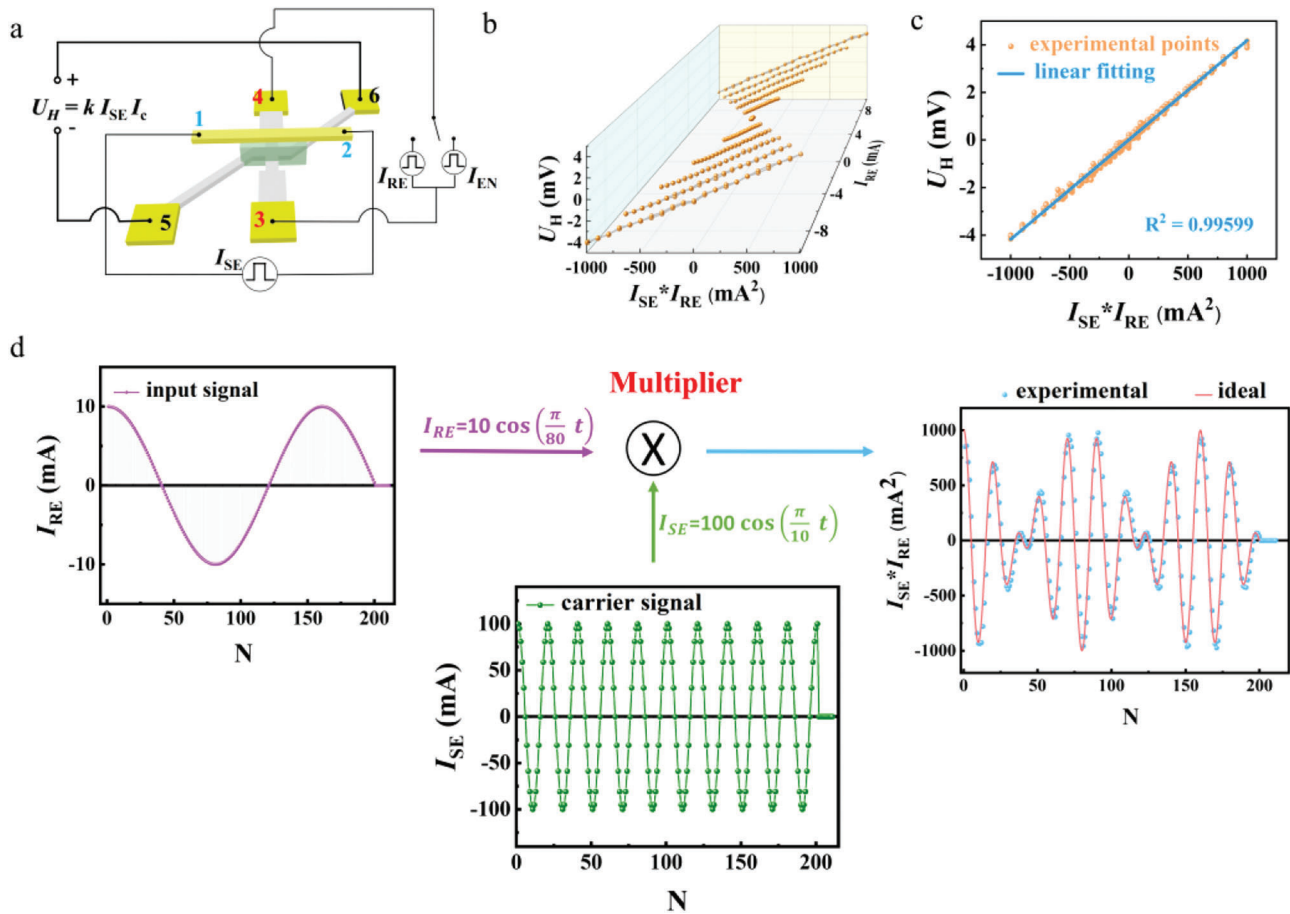 a
4
6
+
U_H = k I_SE I_c
-
1
2
I_RE
I_EN
5
3
I_SE
b
U_H (mV)
4
2
0
-2
-4
-1000
-500
0
500
1000
I_SE*I_RE (mA²)
8
4
0
-4
-8
I_RE (mA)
c
experimental points
linear fitting
R² = 0.99599
U_H (mV)
4
2
0
-2
-4
-1000
-500
0
500
1000
I_SE*I_RE (mA²)
d
input signal
I_RE (mA)
10
0
-10
0
50
100
150
200
N
Multiplier
I_RE=10 cos(π/80 t)
X
I_SE=100 cos(π/10 t)
carrier signal
I_SE (mA)
100
50
0
-50
-100
0
50
100
150
200
N
experimental
ideal
I_SE*I_RE (mA²)
1000
500
0
-500
-1000
0
50
100
150
200
N